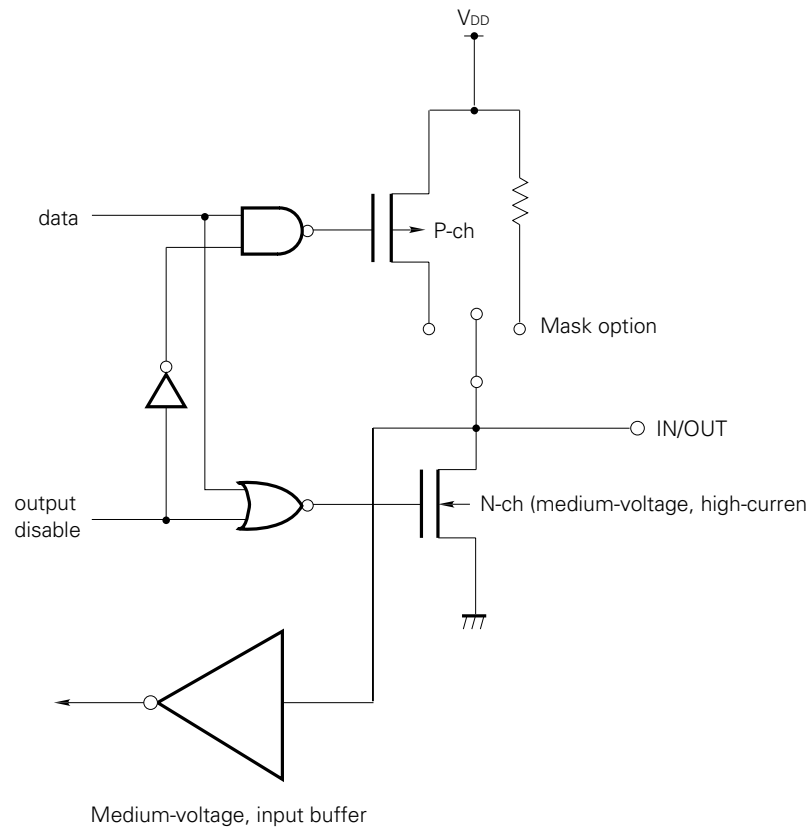 VDD
data
P-ch
Mask option
IN/OUT
output
disable
N-ch (medium-voltage, high-curren
Medium-voltage, input buffer